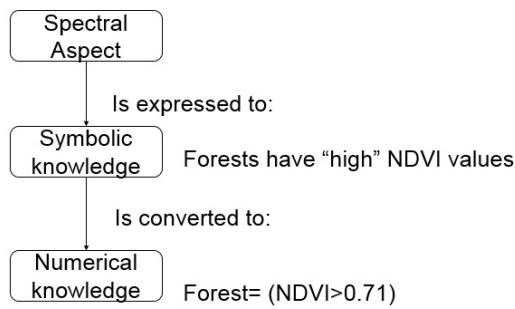 Spectral
Aspect
Is expressed to:
Symbolic
knowledge
Forests have “high” NDVI values
Is converted to:
Numerical
knowledge
Forest= (NDVI>0.71)